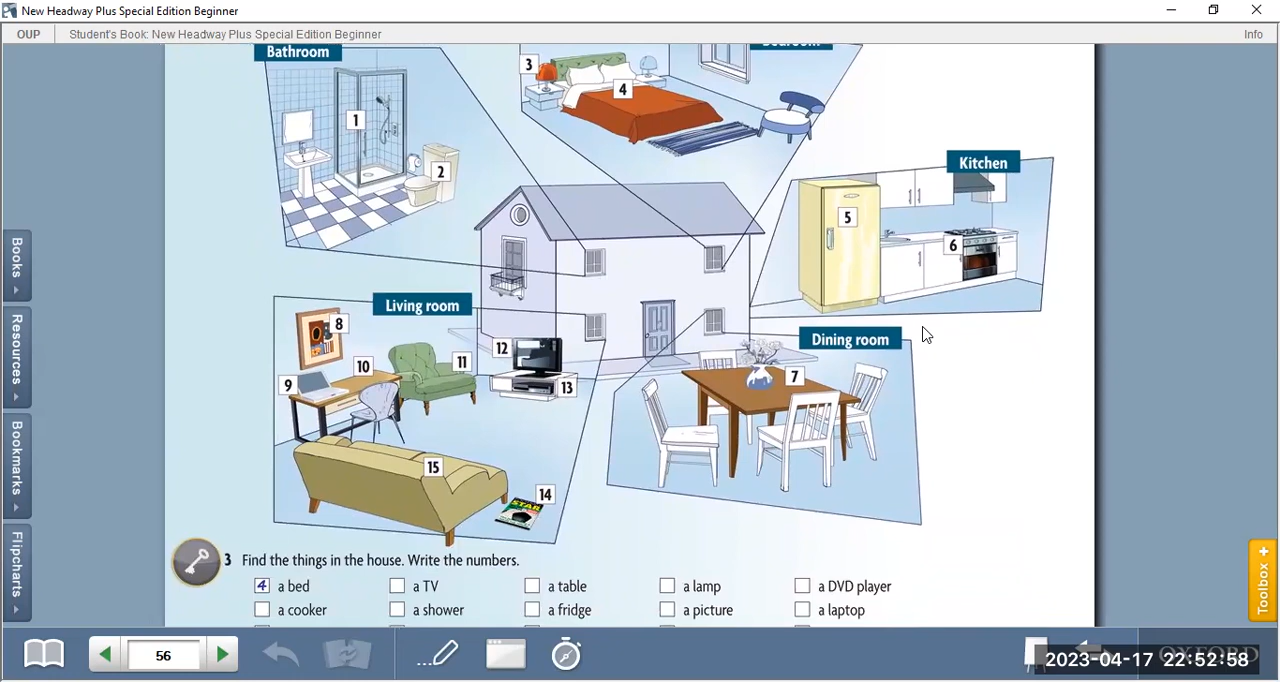 New Headway Plus Special Edition Beginner
OUP Student's Book: New Headway Plus Special Edition Beginner Info
Bathroom
Bedroom
3
4
1
2
Kitchen
5
6
Living room
8
12
10
11
9
13
15
14
STAR
Dining room
7
Books
Resources
Bookmarks
Flipcharts
Toolbox +
3 Find the things in the house. Write the numbers.
4 a bed a TV a table a lamp a DVD player
a cooker a shower a fridge a picture a laptop
56
OXFORD
2023-04-17 22:52:58